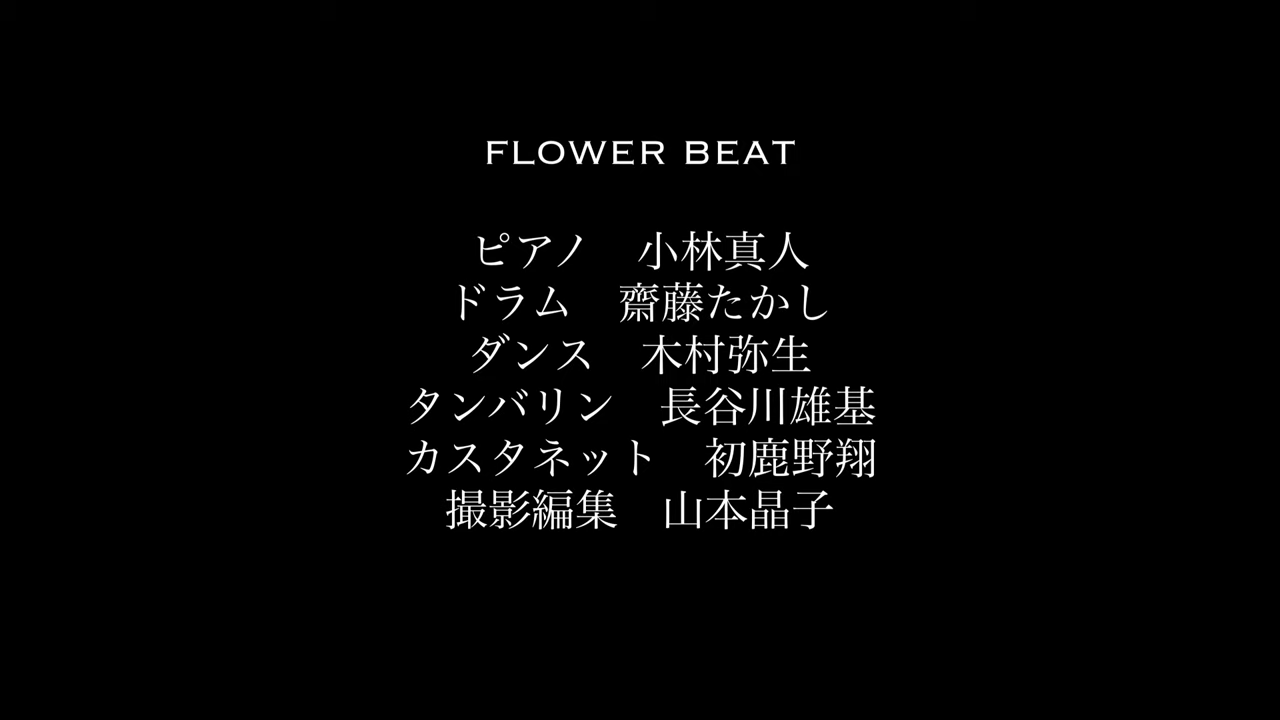 FLOWER BEAT
ピアノ　小林真人
ドラム　齋藤たかし
ダンス　木村弥生
タンバリン　長谷川雄基
カスタネット　初鹿野翔
撮影編集　山本晶子